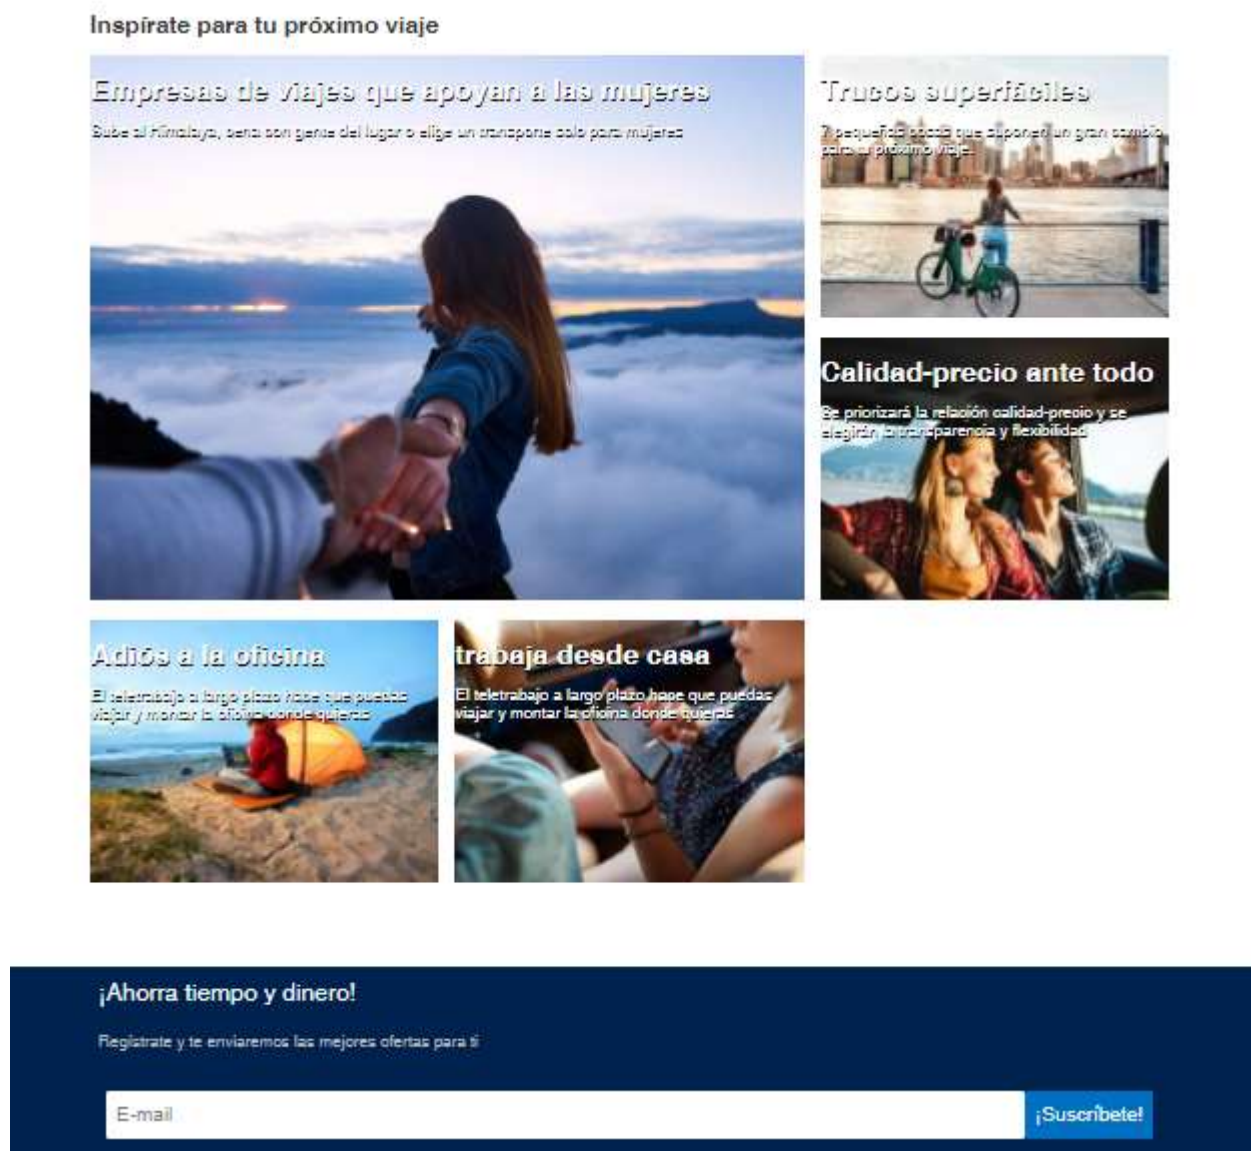 Inspírate para tu próximo viaje
Empresas de viajes que apoyan a las mujeres
Sube al Himalaya, cena con gente del lugar o elige un transporte solo para mujeres
Trucos superfáciles
7 pequeñas cosas que suponen un gran cambio
para tu próximo viaje.
Calidad-precio ante todo
Se priorizará la relación calidad-precio y se
elegirán la transparencia y flexibilidad
Adiós a la oficina
El teletrabajo a largo plazo hace que puedas
viajar y montar la oficina donde quieras
trabaja desde casa
El teletrabajo a largo plazo hace que puedas
viajar y montar la oficina donde quieras
¡Ahorra tiempo y dinero!
Regístrate y te enviaremos las mejores ofertas para ti
E-mail
¡Suscríbete!